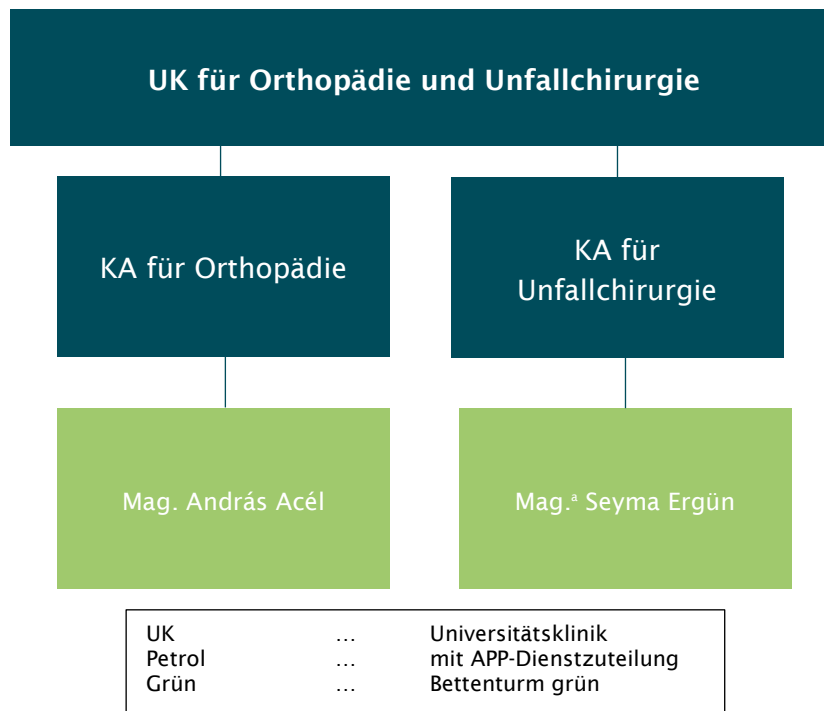 UK für Orthopädie und Unfallchirurgie
KA für Orthopädie
KA für
Unfallchirurgie
Mag. András Acél
Mag.ª Seyma Ergün
UK … Universitätsklinik
Petrol … mit APP-Dienstzuteilung
Grün … Bettenturm grün